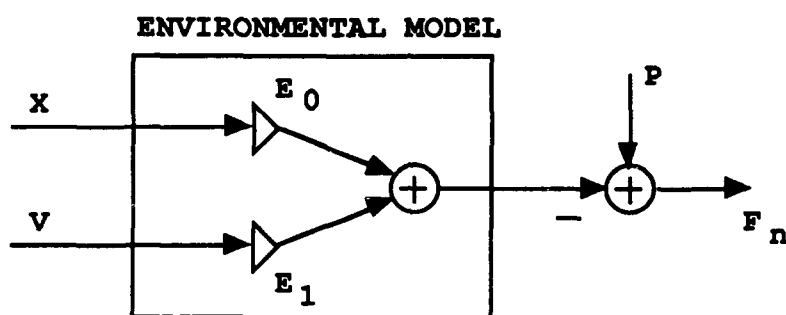 ENVIRONMENTAL MODEL
E0
P
X
+
+
−
V
Fn
E1